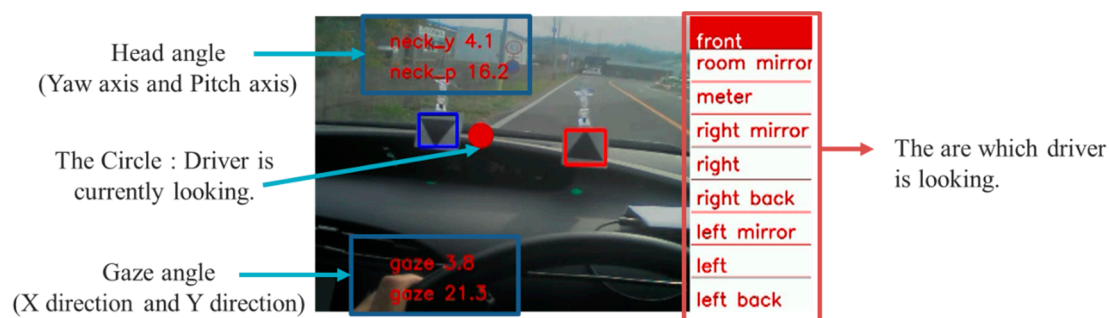 Head angle
(Yaw axis and Pitch axis)
The Circle : Driver is
currently looking.
Gaze angle
(X direction and Y direction)
neck_y 4.1
neck_p 16.2
gaze 3.8
gaze 21.3
front
room mirror
meter
right mirror
right
right back
left mirror
left
left back
The are which driver
is looking.